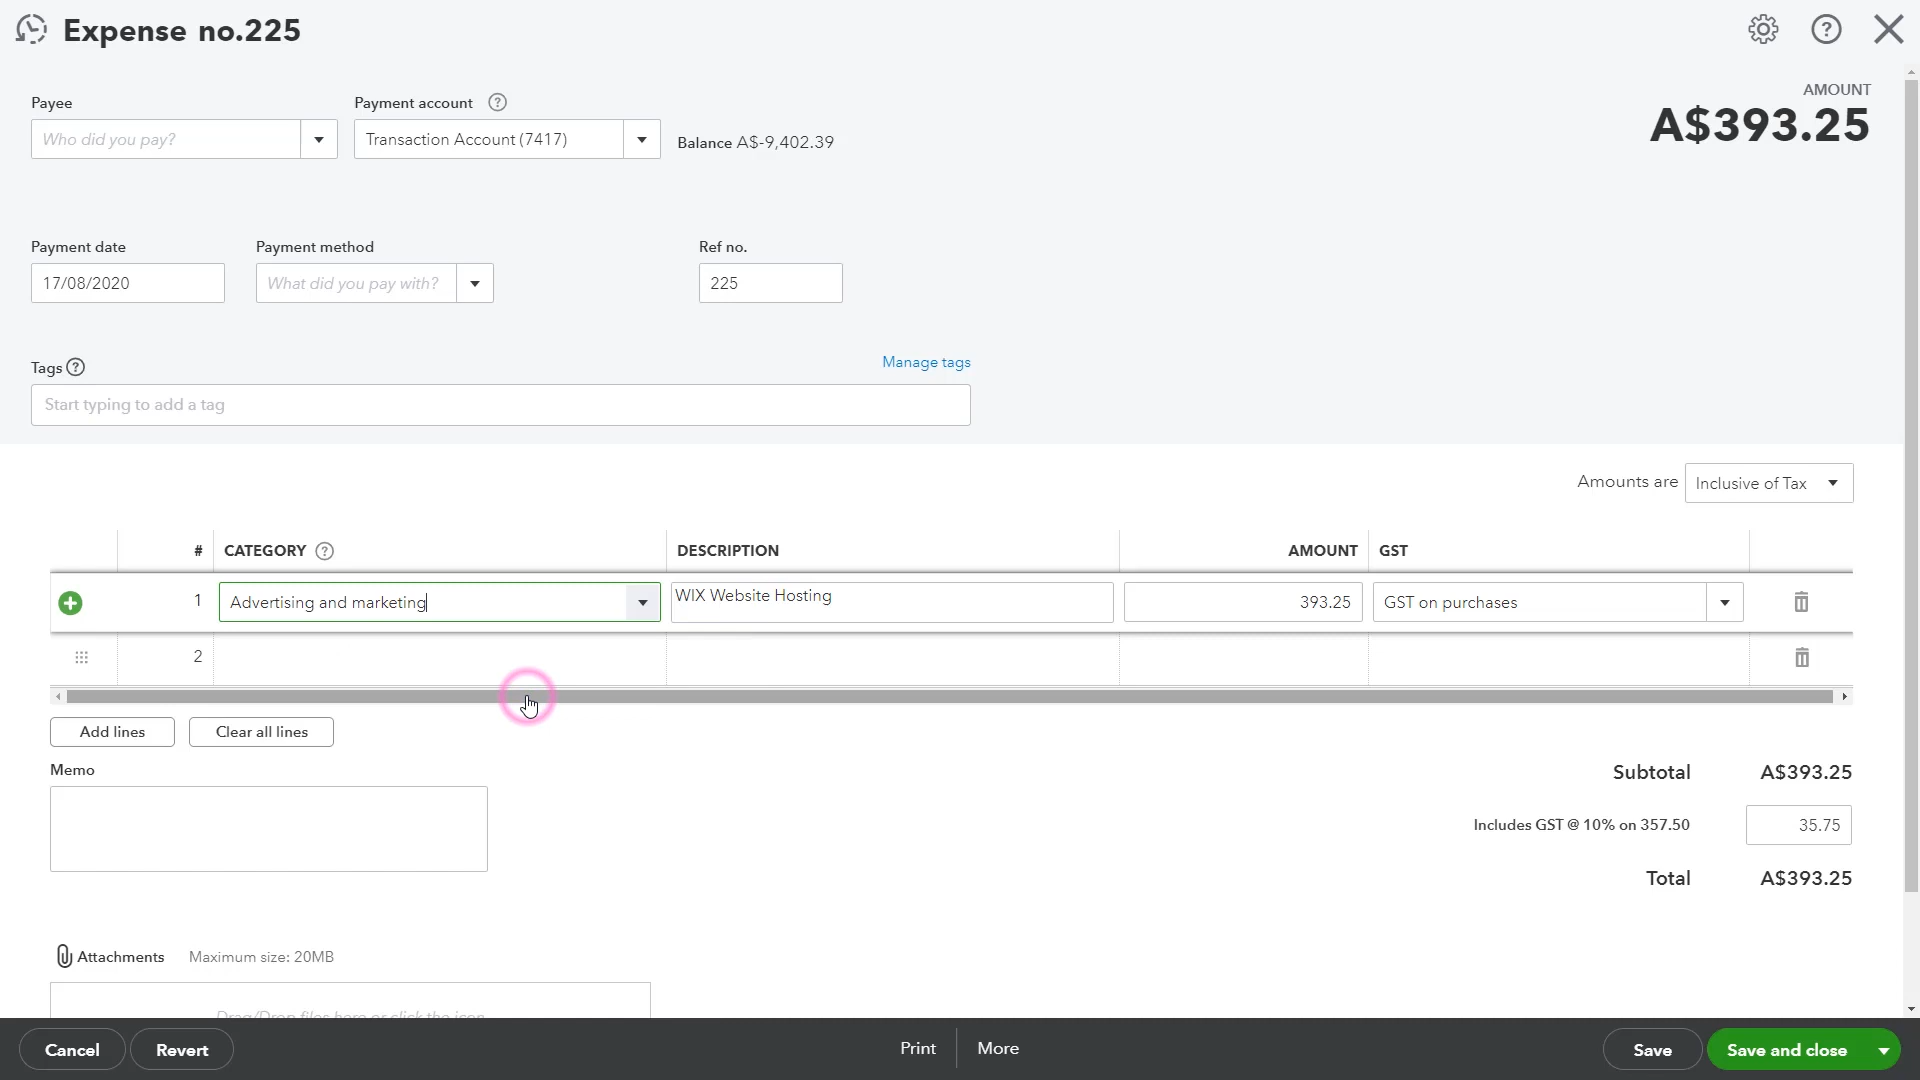 Expense no.225
AMOUNT
A$393.25
Payee
Payment account ?
Who did you pay?
Transaction Account (7417)
Balance A$-9,402.39
Payment date
Payment method
Ref no.
17/08/2020
What did you pay with?
225
Tags ?
Manage tags
Start typing to add a tag
Amounts are Inclusive of Tax
# CATEGORY ? DESCRIPTION AMOUNT GST
1 Advertising and marketing WIX Website Hosting 393.25 GST on purchases
2
Add lines Clear all lines
Memo
Subtotal A$393.25
Includes GST @ 10% on 357.50 35.75
Total A$393.25
Attachments Maximum size: 20MB
Drag/Drop files here or click the icon
Cancel Revert Print More Save Save and close